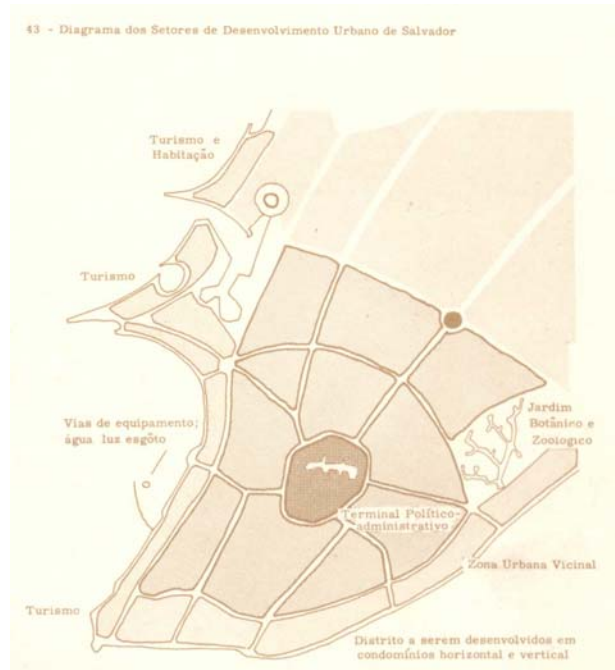 43 - Diagrama dos Setores de Desenvolvimento Urbano de Salvador
Turismo e
Habitação
Turismo
Vias de equipamento;
água luz esgôto
Jardim
Botânico e
Zoologico
Terminal Político-
administrativo
Zona Urbana Vicinal
Turismo
Distrito a serem desenvolvidos em
condomínios horizontal e vertical